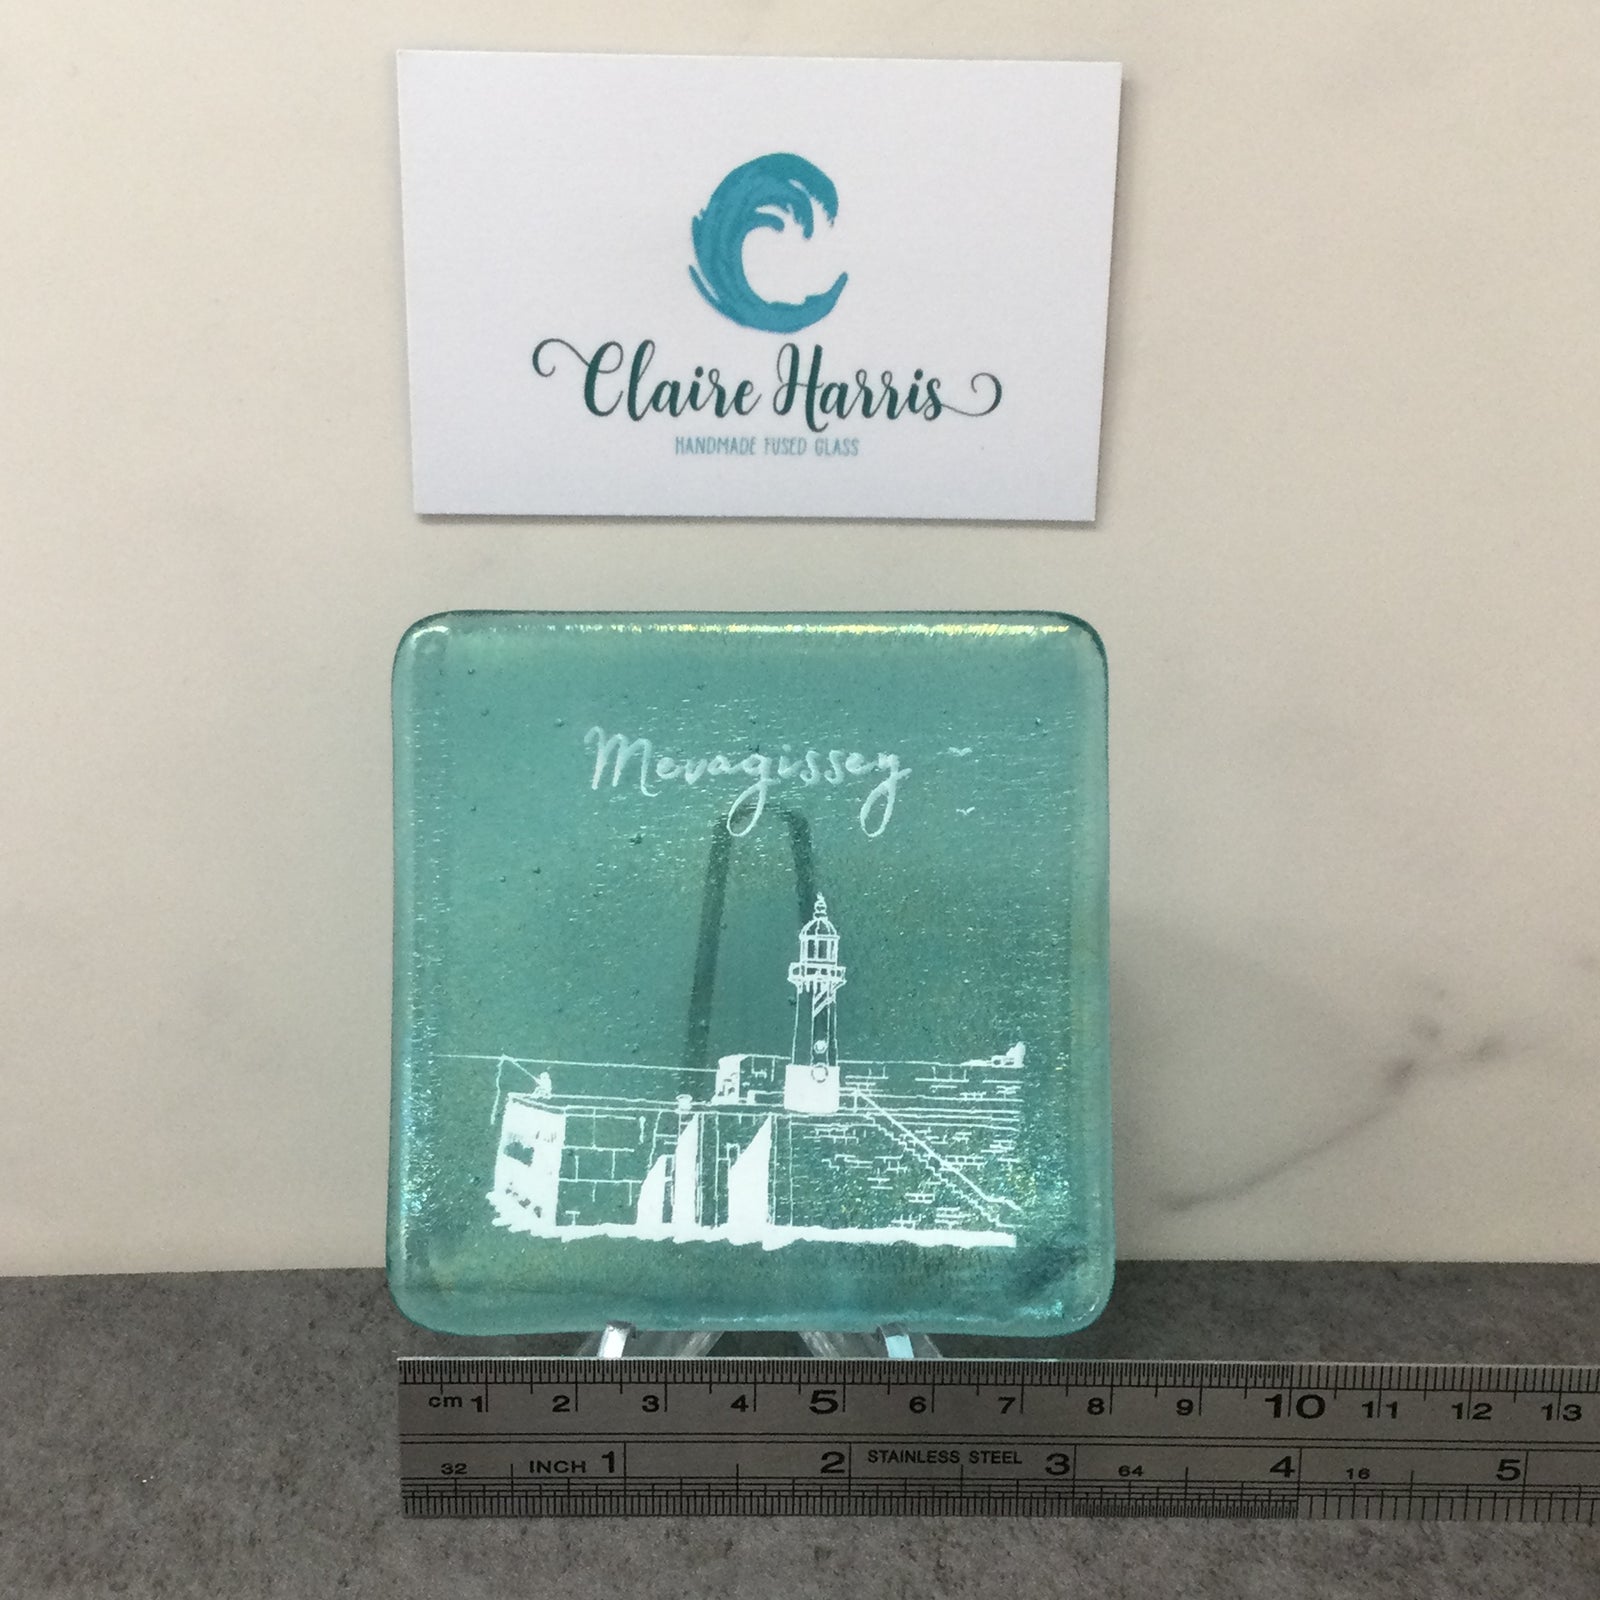 Claire Harris
HANDMADE FUSED GLASS
Mevagissey
cm 1 2 3 4 5 6 7 8 9 10 11 12 13
STAINLESS STEEL
32 INCH 1 2 3 64 4 16 5